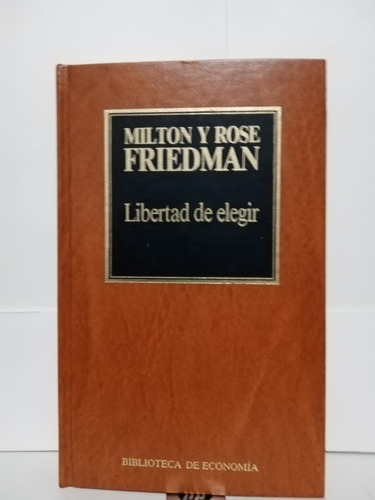 MILTON Y ROSE
FRIEDMAN
Libertad de elegir
BIBLIOTECA DE ECONOMÍA